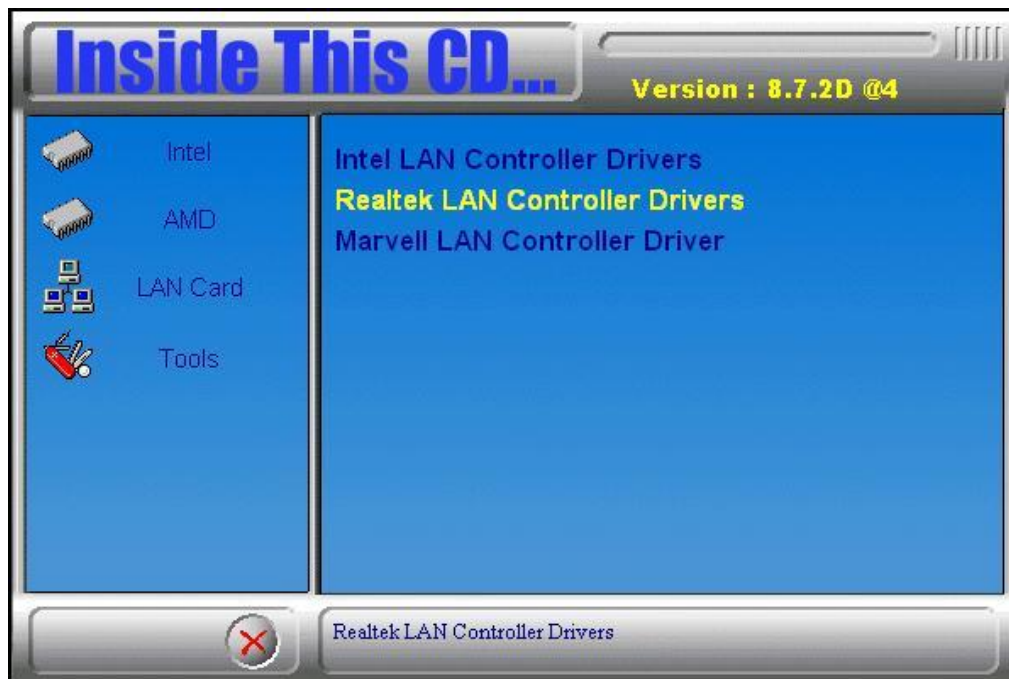 Inside This CD...
Version : 8.7.2D @4
Intel
AMD
LAN Card
Tools
Intel LAN Controller Drivers
Realtek LAN Controller Drivers
Marvell LAN Controller Driver
Realtek LAN Controller Drivers